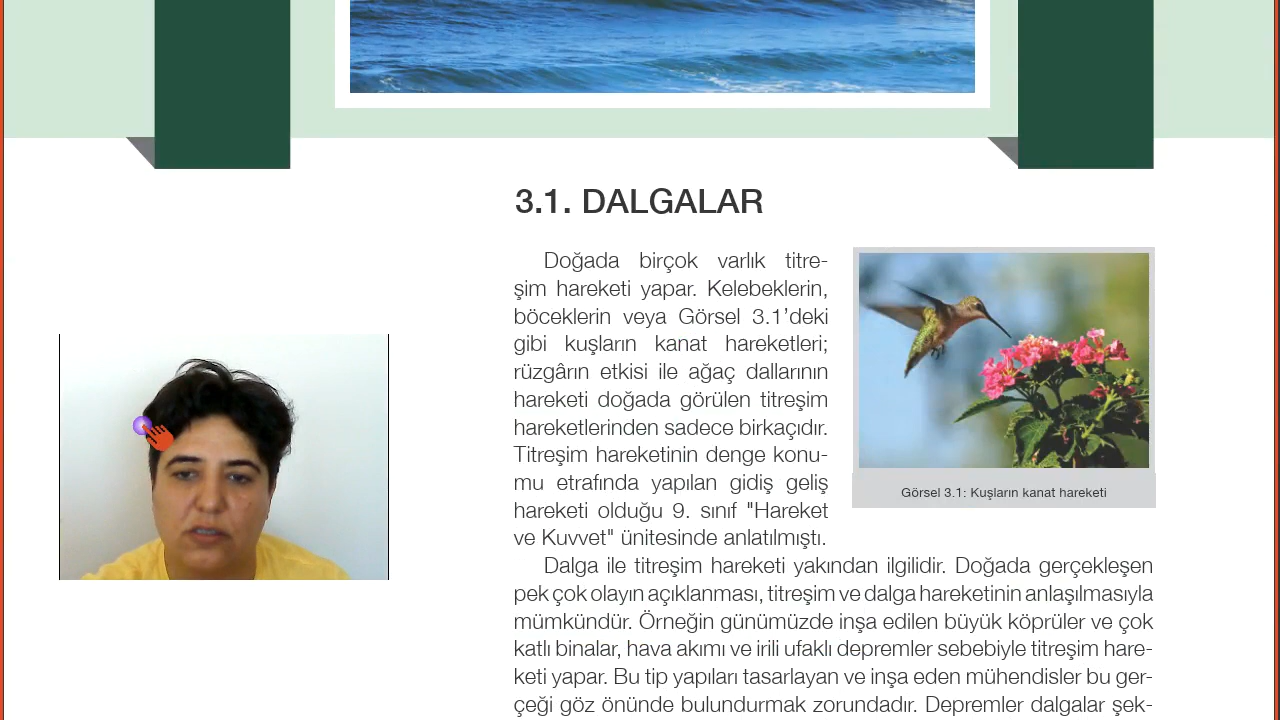 3.1. DALGALAR
Doğada birçok varlık titre-
şim hareketi yapar. Kelebeklerin,
böceklerin veya Görsel 3.1’deki
gibi kuşların kanat hareketleri;
rüzgârın etkisi ile ağaç dallarının
hareketi doğada görülen titreşim
hareketlerinden sadece birkaçıdır.
Titreşim hareketinin denge konu-
mu etrafında yapılan gidiş geliş
hareketi olduğu 9. sınıf "Hareket
ve Kuvvet" ünitesinde anlatılmıştı.
Görsel 3.1: Kuşların kanat hareketi
Dalga ile titreşim hareketi yakından ilgilidir. Doğada gerçekleşen
pek çok olayın açıklanması, titreşim ve dalga hareketinin anlaşılmasıyla
mümkündür. Örneğin günümüzde inşa edilen büyük köprüler ve çok
katlı binalar, hava akımı ve irili ufaklı depremler sebebiyle titreşim hare-
keti yapar. Bu tip yapıları tasarlayan ve inşa eden mühendisler bu ger-
çeği göz önünde bulundurmak zorundadır. Depremler dalgalar şek-